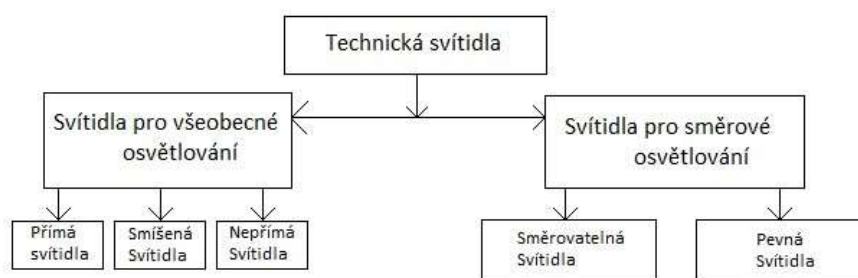 Technická svítidla
Svítidla pro všeobecné
osvětlování
Svítidla pro směrové
osvětlování
Přímá
svítidla
Smíšená
Svítidla
Nepřímá
Svítidla
Směrovatelná
Svítidla
Pevná
Svítidla